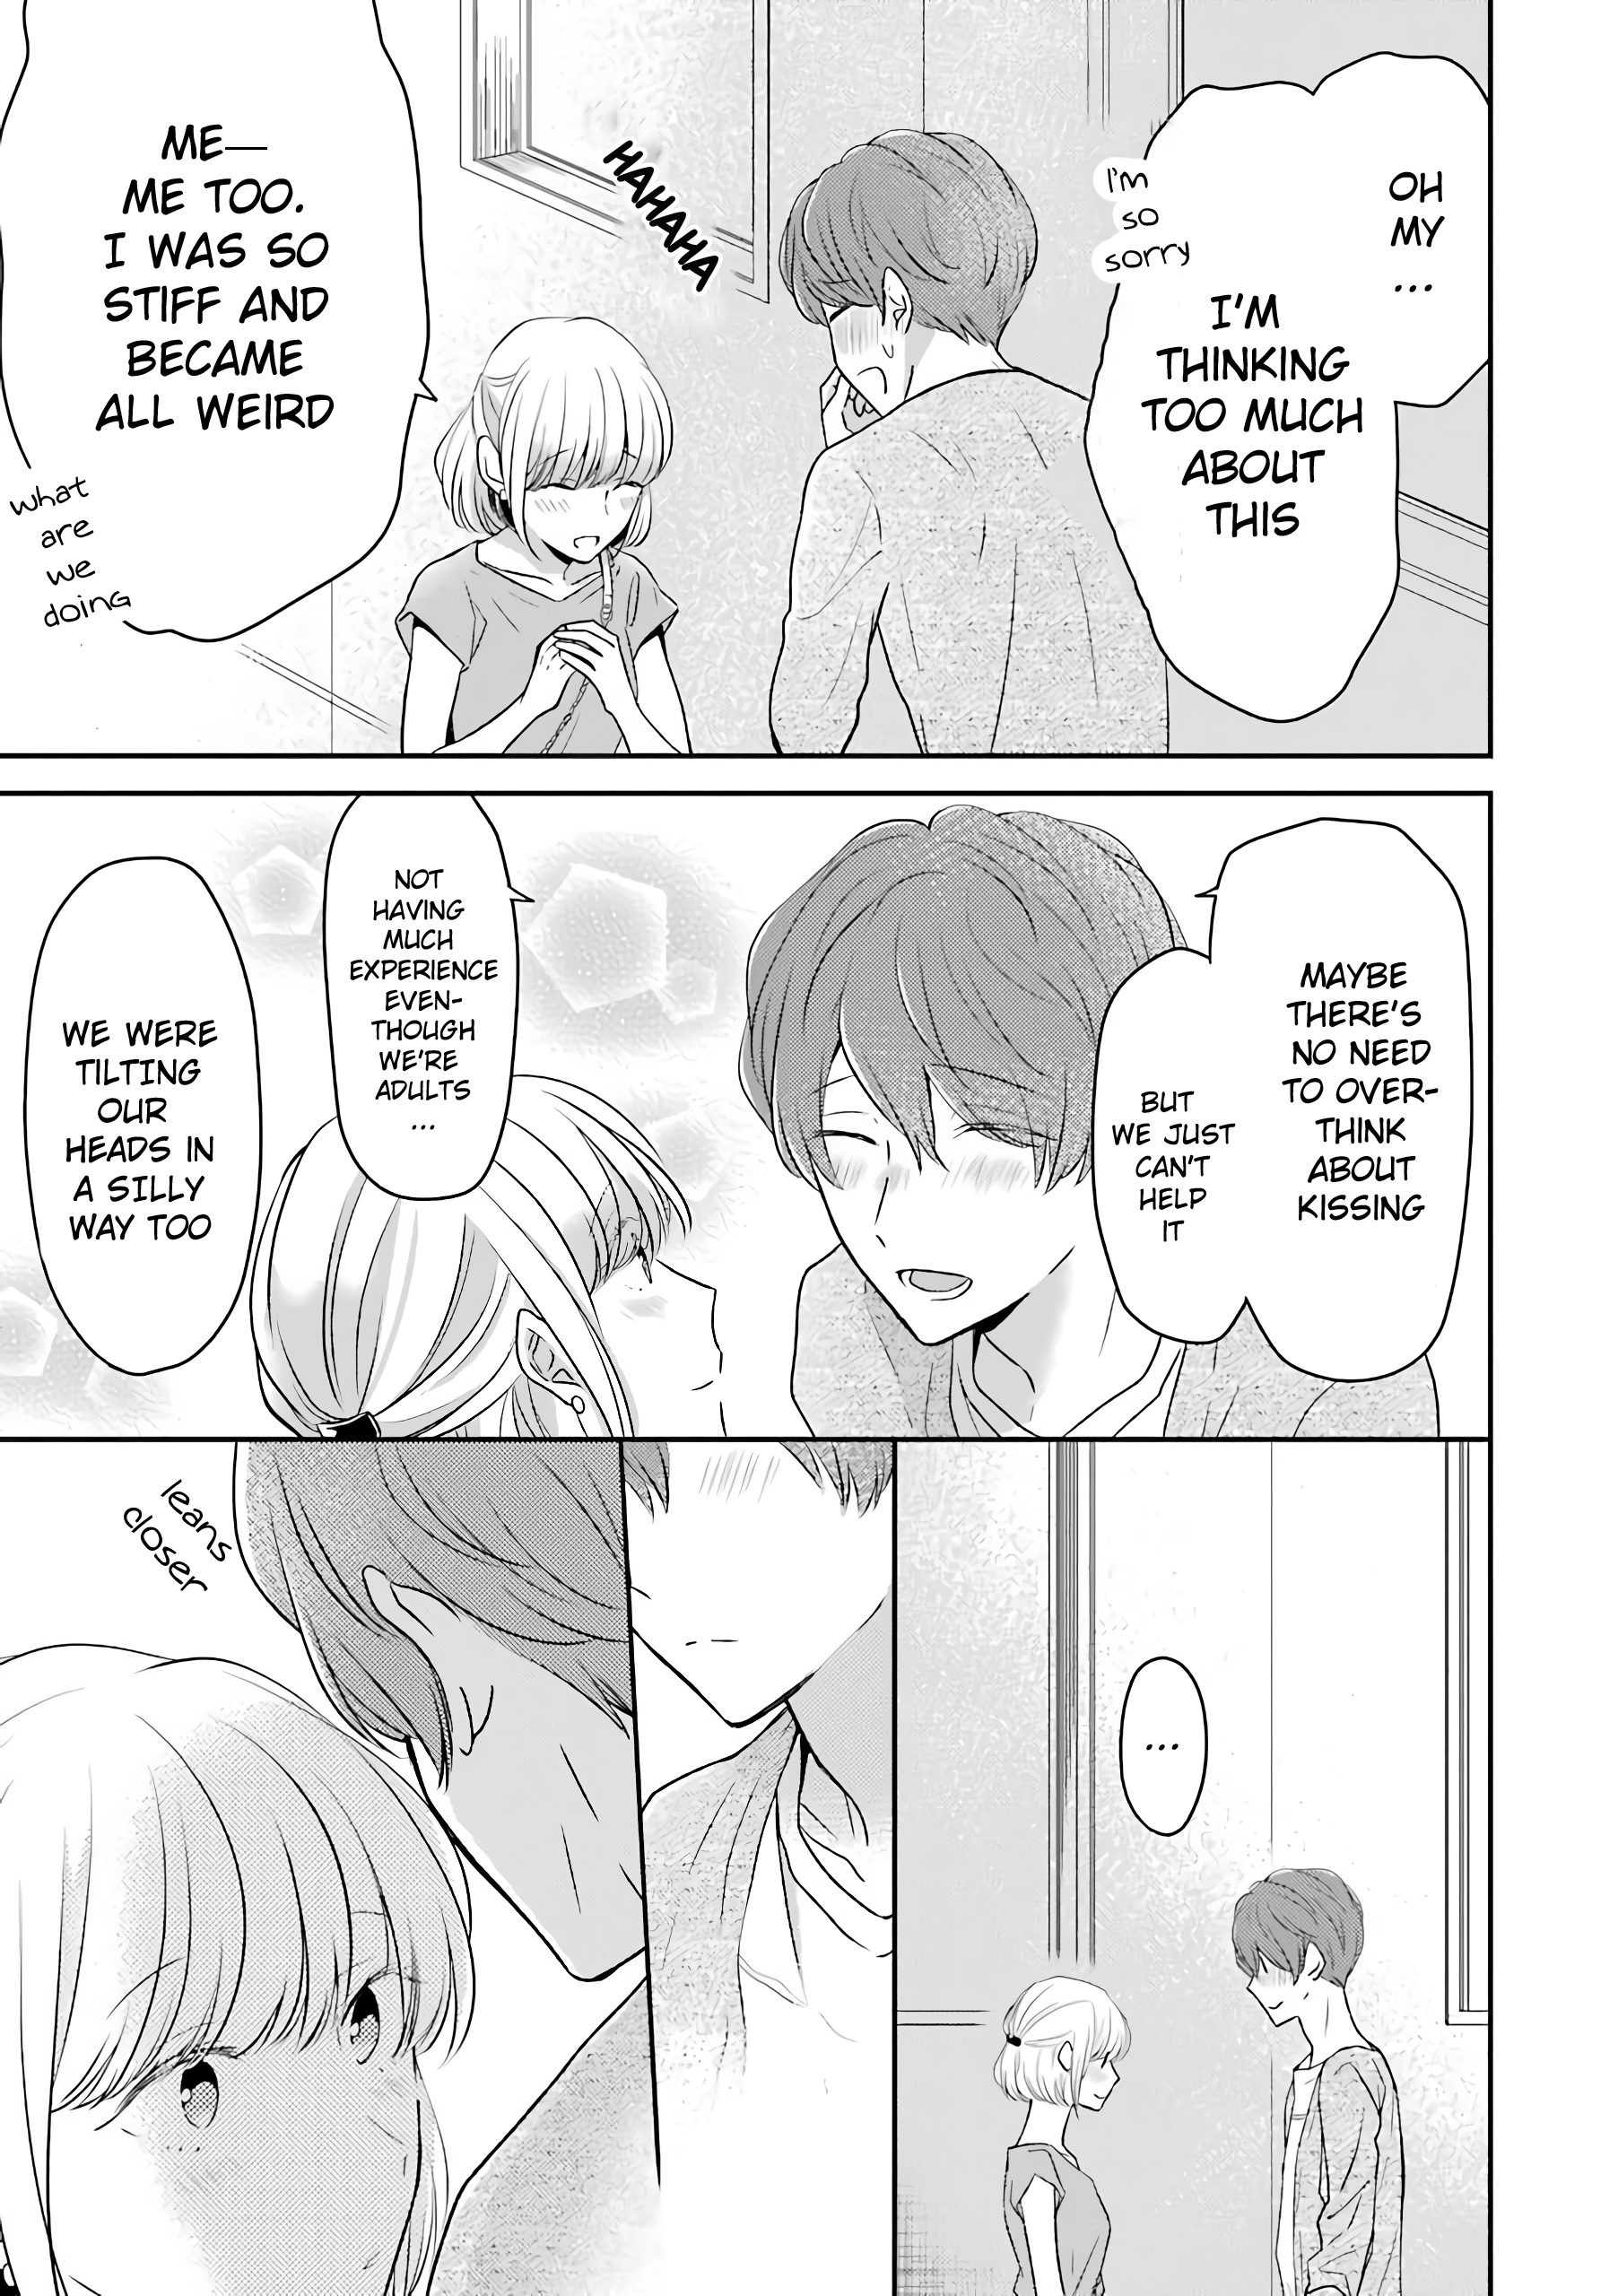 OH
MY
...
I'M
THINKING
TOO MUCH
ABOUT
THIS
I'm
so
sorry
HAHAHA
ME—
ME TOO.
I WAS SO
STIFF AND
BECAME
ALL WEIRD
what
are
we
doing
MAYBE
THERE'S
NO NEED
TO OVER-
THINK
ABOUT
KISSING
BUT
WE JUST
CAN'T
HELP
IT
NOT
HAVING
MUCH
EXPERIENCE
EVEN-
THOUGH
WE'RE
ADULTS
...
WE WERE
TILTING
OUR
HEADS IN
A SILLY
WAY TOO
...
leans
closer